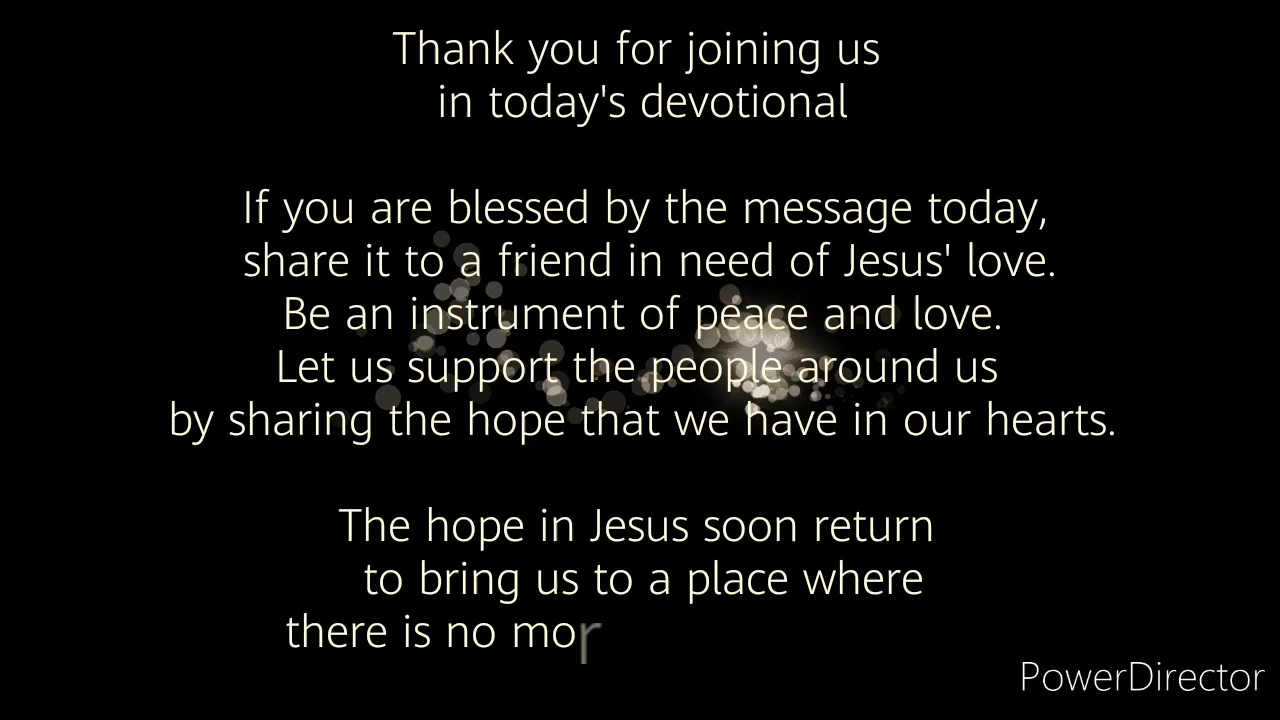 Thank you for joining us
in today's devotional
If you are blessed by the message today,
share it to a friend in need of Jesus' love.
Be an instrument of peace and love.
Let us support the people around us
by sharing the hope that we have in our hearts.
The hope in Jesus soon return
to bring us to a place where
there is no mor
PowerDirector